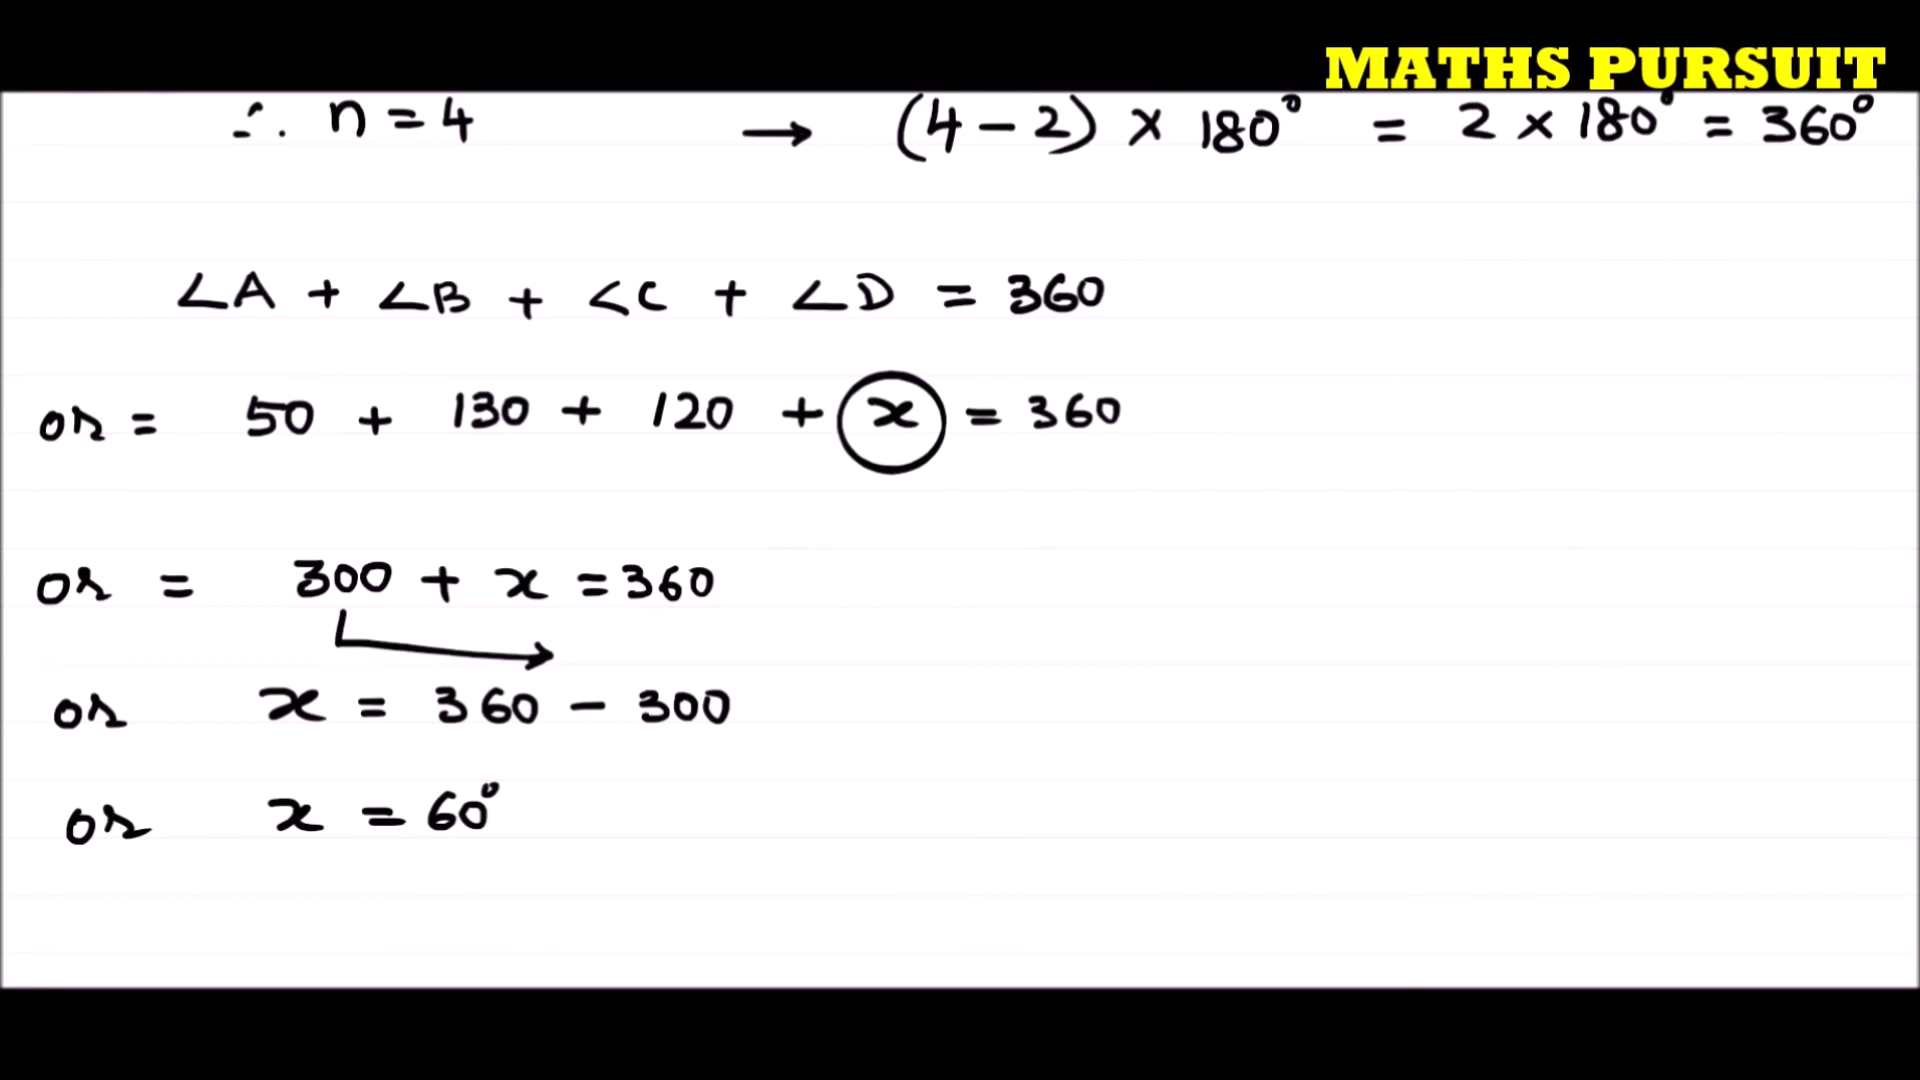 MATHS PURSUIT
∴ n = 4 → (4 - 2) × 180° = 2 × 180° = 360°
∠A + ∠B + ∠C + ∠D = 360
or = 50 + 130 + 120 + x = 360
or = 300 + x = 360
or x = 360 - 300
or x = 60°